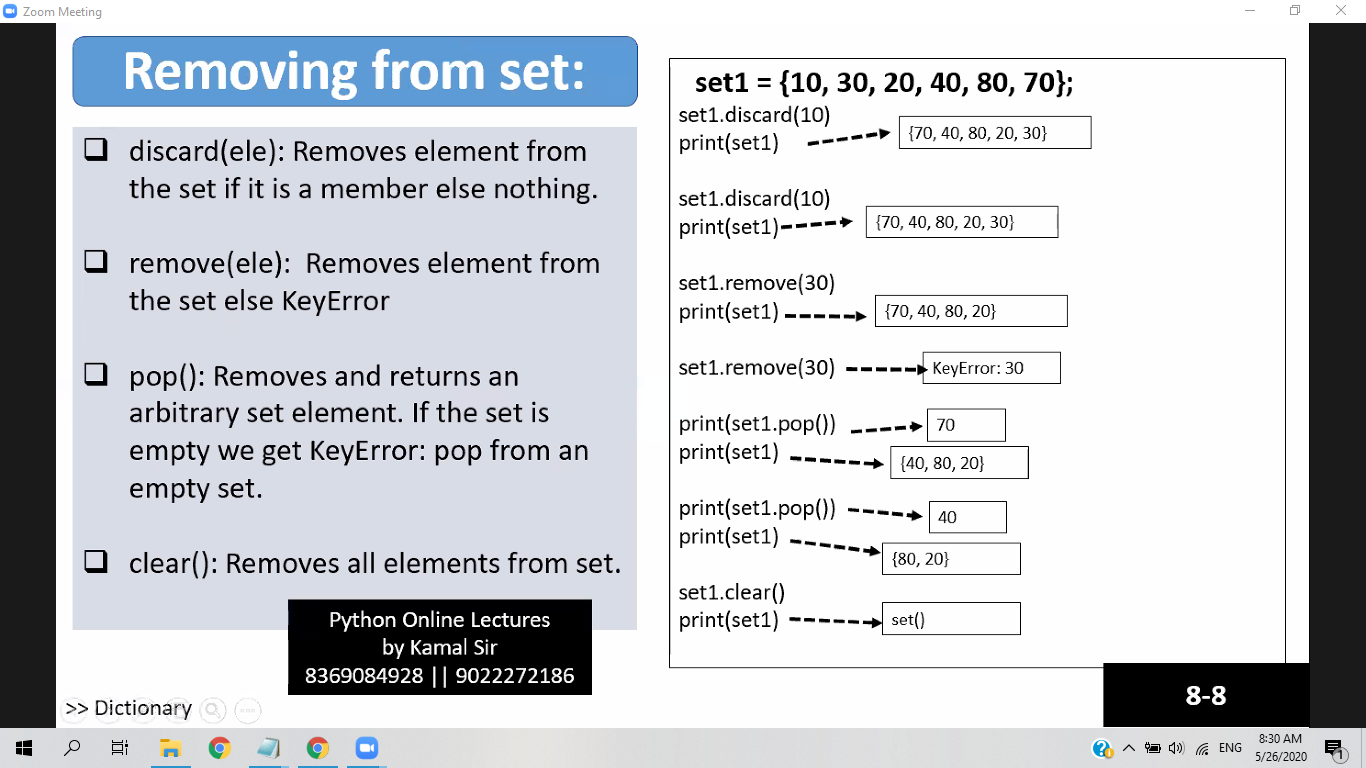 Zoom Meeting
Removing from set:
discard(ele): Removes element from
the set if it is a member else nothing.
remove(ele):  Removes element from
the set else KeyError
pop(): Removes and returns an
arbitrary set element. If the set is
empty we get KeyError: pop from an
empty set.
clear(): Removes all elements from set.
Python Online Lectures
by Kamal Sir
8369084928 || 9022272186
>> Dictionary
set1 = {10, 30, 20, 40, 80, 70};
set1.discard(10)
print(set1)
{70, 40, 80, 20, 30}
set1.discard(10)
print(set1)
{70, 40, 80, 20, 30}
set1.remove(30)
print(set1)
{70, 40, 80, 20}
set1.remove(30)
KeyError: 30
print(set1.pop())
70
print(set1)
{40, 80, 20}
print(set1.pop())
40
print(set1)
{80, 20}
set1.clear()
print(set1)
set()
8-8
ENG
8:30 AM
5/26/2020
1